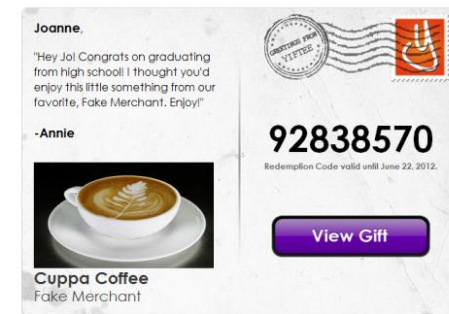 Joanne,
"Hey Jo! Congrats on graduating
from high school! I thought you'd
enjoy this little something from our
favorite, Fake Merchant. Enjoy!"
-Annie
Cuppa Coffee
Fake Merchant
GREETINGS FROM
YIFTEE
92838570
Redemption Code valid until June 22, 2012.
View Gift